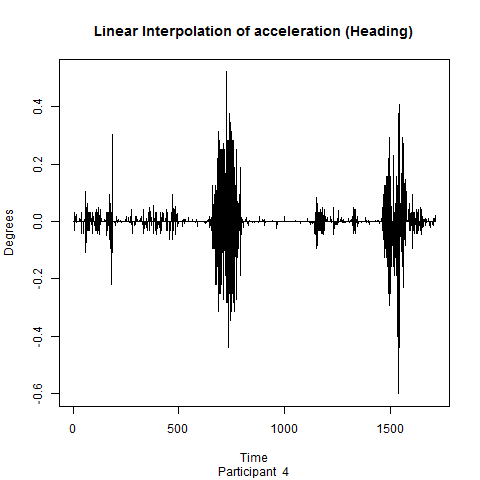 Linear Interpolation of acceleration (Heading)
Degrees
0.4
0.2
0.0
-0.2
-0.4
-0.6
0 500 1000 1500
Time
Participant 4